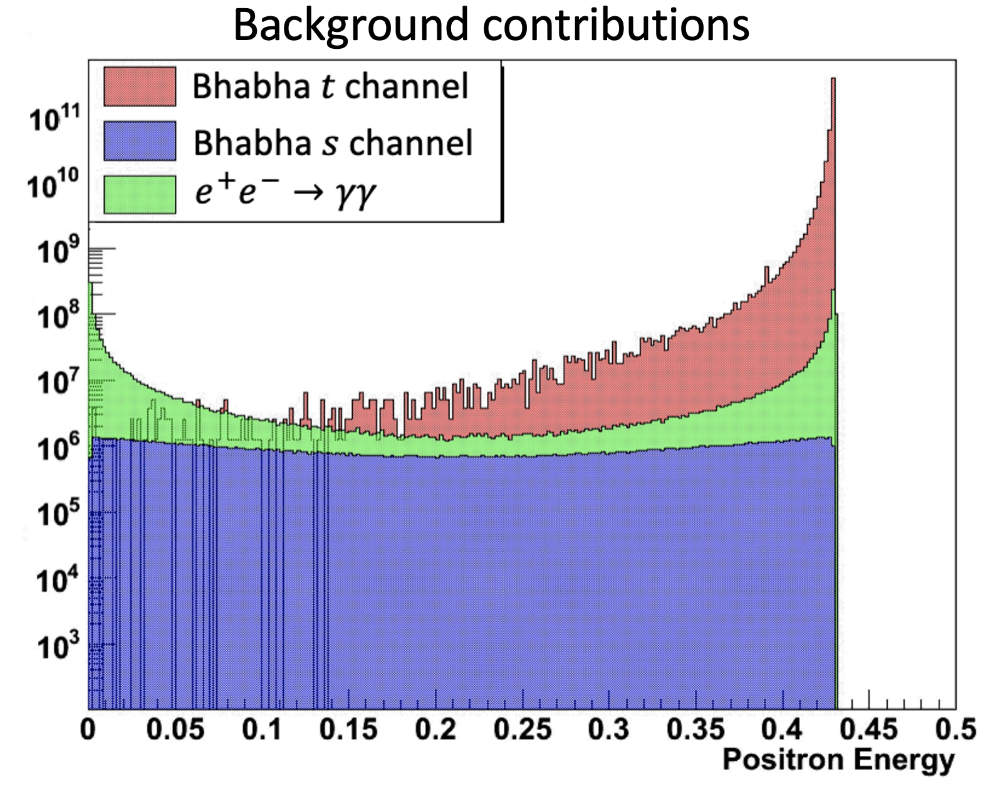 Background contributions
Bhabha t channel
Bhabha s channel
e⁺e⁻ → γγ
10¹¹
10¹⁰
10⁹
10⁸
10⁷
10⁶
10⁵
10⁴
10³
0 0.05 0.1 0.15 0.2 0.25 0.3 0.35 0.4 0.45 0.5
Positron Energy